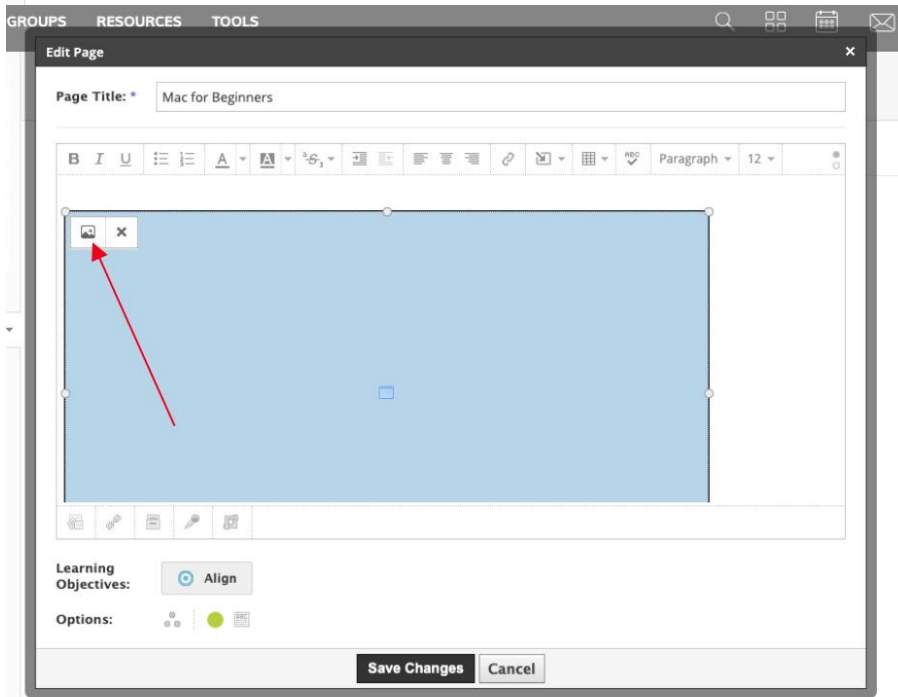 GROUPS RESOURCES TOOLS
Edit Page
Page Title: *
Mac for Beginners
B I U A A ABC Paragraph 12
Learning
Objectives:
Align
Options:
Save Changes Cancel